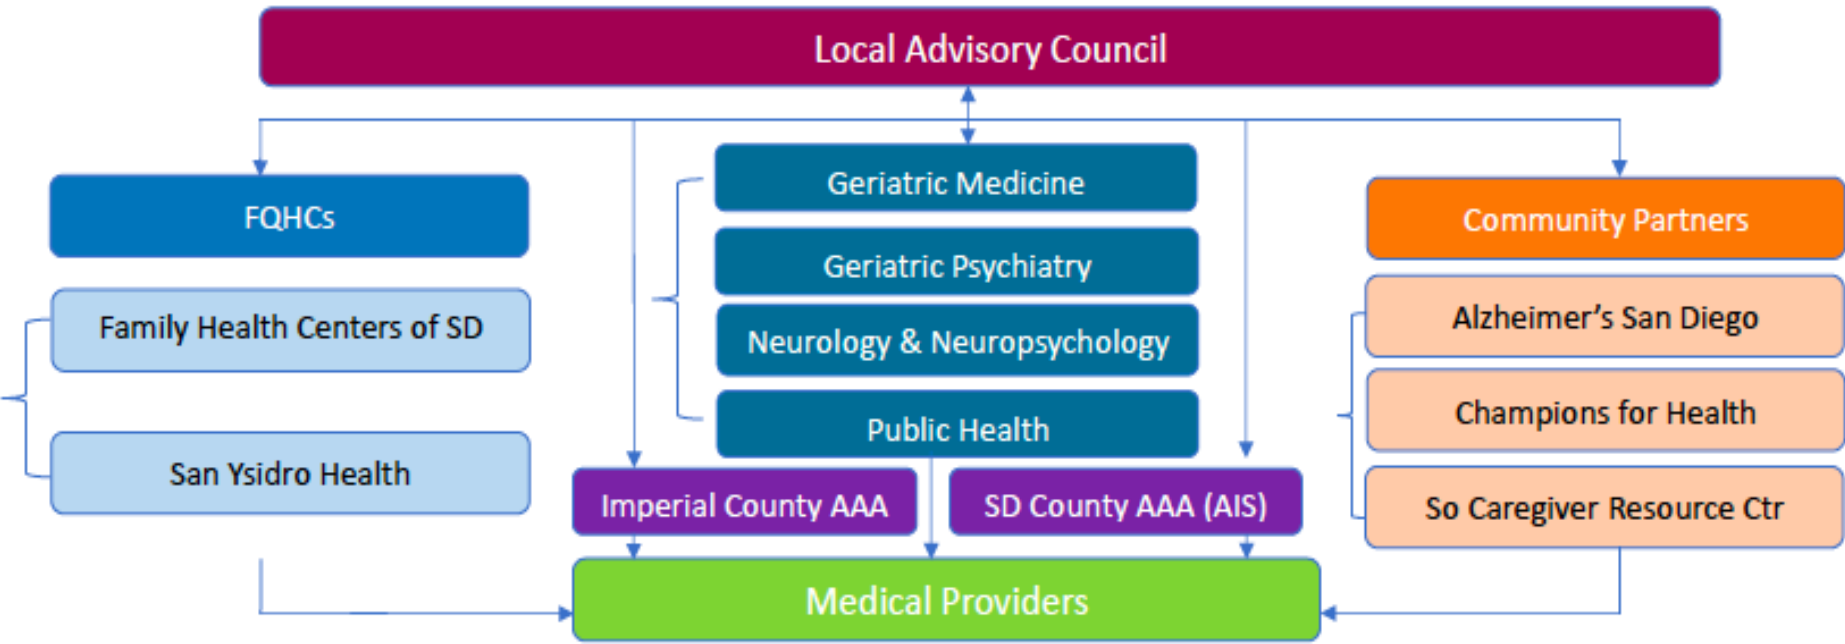 Local Advisory Council
FQHCs
Family Health Centers of SD
San Ysidro Health
Geriatric Medicine
Geriatric Psychiatry
Neurology & Neuropsychology
Public Health
Imperial County AAA
SD County AAA (AIS)
Community Partners
Alzheimer’s San Diego
Champions for Health
So Caregiver Resource Ctr
Medical Providers